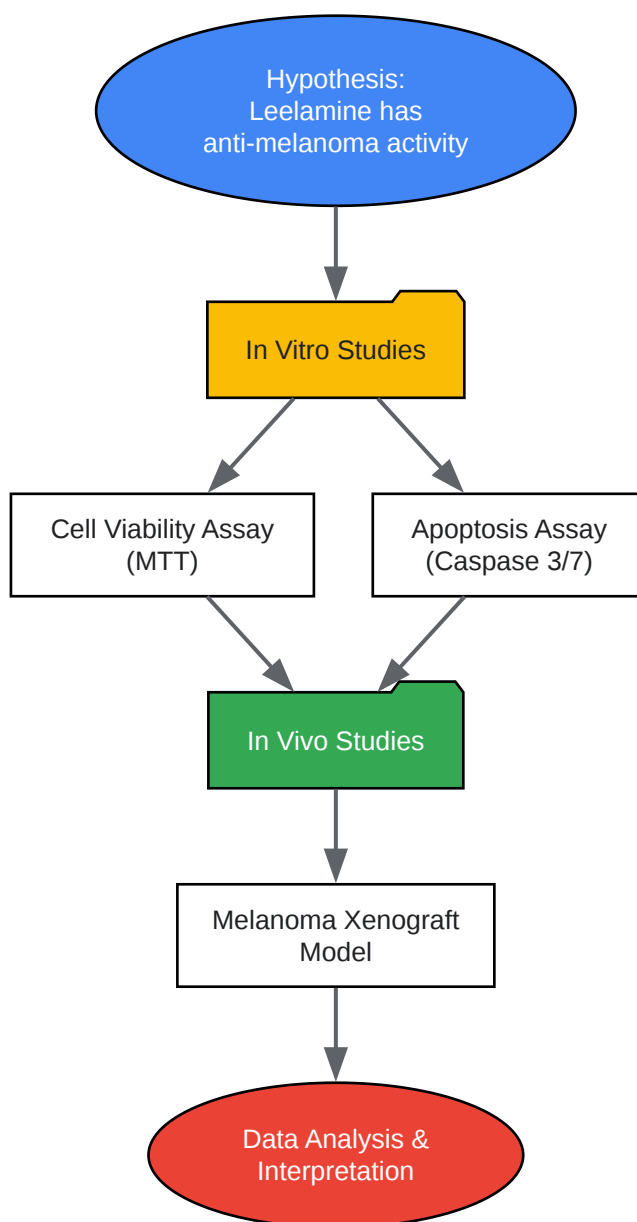 Hypothesis:
Leelamine has
anti-melanoma activity
In Vitro Studies
Cell Viability Assay
(MTT)
Apoptosis Assay
(Caspase 3/7)
In Vivo Studies
Melanoma Xenograft
Model
Data Analysis &
Interpretation